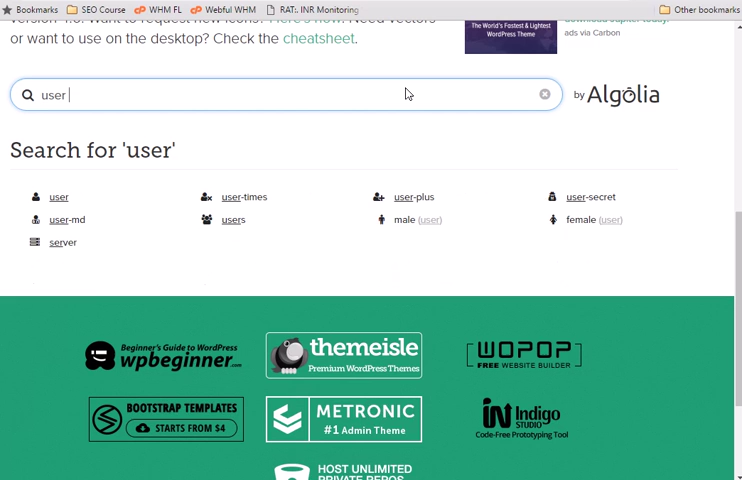 Bookmarks SEO Course WHM FL Webful WHM RAT:. INR Monitoring Other bookmarks
or want to use on the desktop? Check the cheatsheet.
The World's Fastest & Lightest
WordPress Theme
ads via Carbon
user
by Algolia
Search for 'user'
user user-times user-plus user-secret
user-md users male (user) female (user)
server
Beginner's Guide to WordPress
wpbeginner.com
themeisle
Premium WordPress Themes
WOPOP
FREE WEBSITE BUILDER
BOOTSTRAP TEMPLATES
STARTS FROM $4
METRONIC
#1 Admin Theme
Indigo
STUDIO
Code-Free Prototyping Tool
HOST UNLIMITED
PRIVATE REPOS